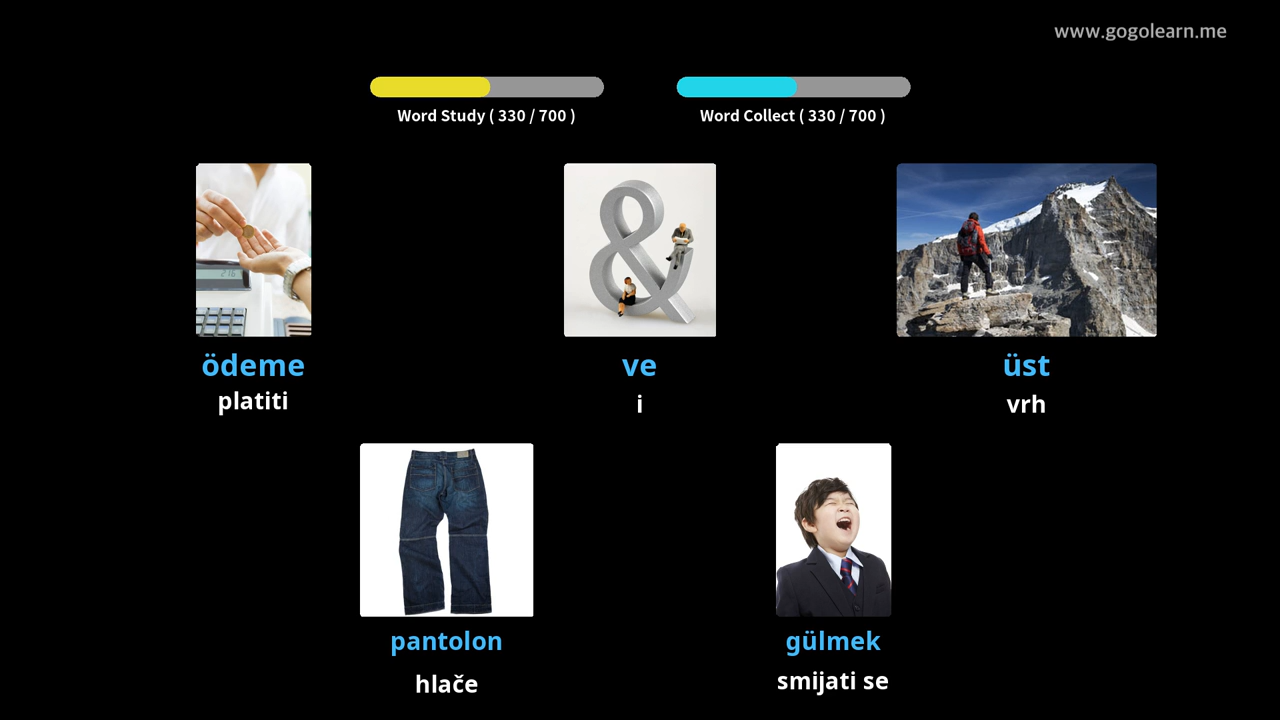 www.gogolearn.me
Word Study ( 330 / 700 )
Word Collect ( 330 / 700 )
ödeme
platiti
ve
i
üst
vrh
pantolon
hlače
gülmek
smijati se